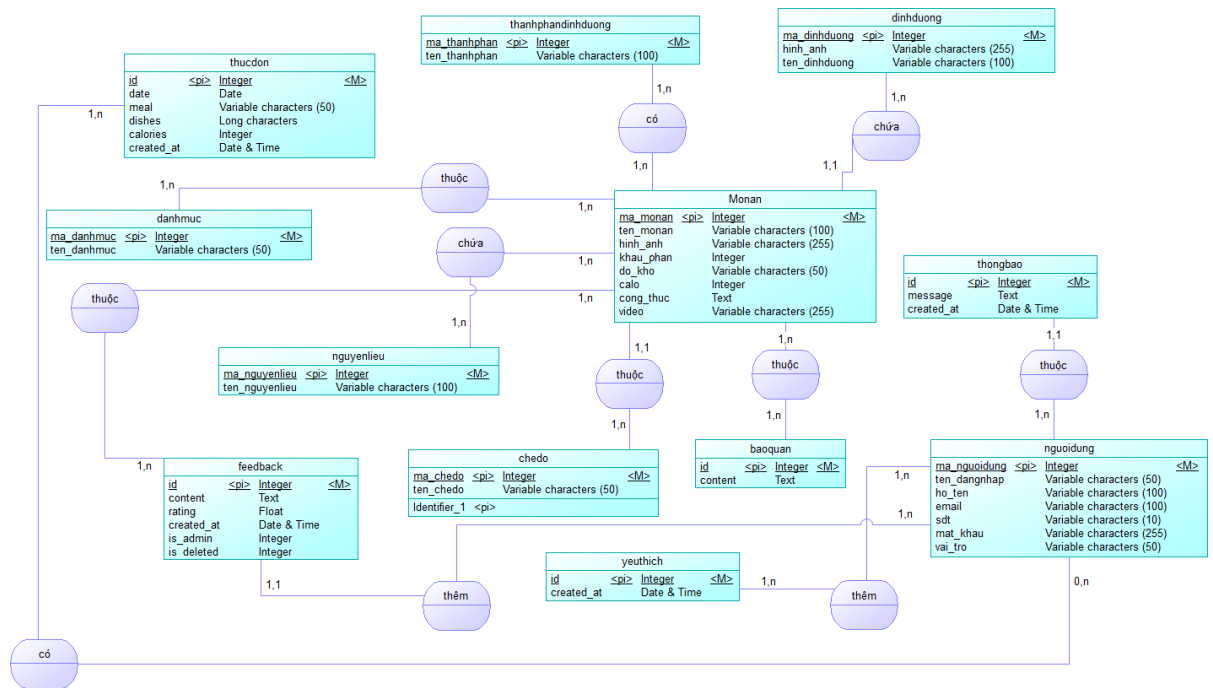 thucdon
id <pi> Integer <M>
date Date
meal Variable characters (50)
dishes Long characters
calories Integer
created_at Date & Time
1,n
thanhphandinhduong
ma_thanhphan <pi> Integer <M>
ten_thanhphan Variable characters (100)
1,n
có
1,n
dinhduong
ma_dinhduong <pi> Integer <M>
hinh_anh Variable characters (255)
ten_dinhduong Variable characters (100)
1,n
chứa
1,1
thuộc
1,n
1,n
danhmuc
ma_danhmuc <pi> Integer <M>
ten_danhmuc Variable characters (50)
Monan
ma_monan <pi> Integer <M>
ten_monan Variable characters (100)
hinh_anh Variable characters (255)
khau_phan Integer
do_kho Variable characters (50)
calo Integer
cong_thuc Text
video Variable characters (255)
chứa
1,n
1,n
thuộc
1,n
1,n
nguyenlieu
ma_nguyenlieu <pi> Integer <M>
ten_nguyenlieu Variable characters (100)
thongbao
id <pi> Integer <M>
message Text
created_at Date & Time
1,1
thuộc
1,n
1,1
thuộc
1,n
1,n
thuộc
1,n
chedo
ma_chedo <pi> Integer <M>
ten_chedo Variable characters (50)
Identifier_1 <pi>
baoquan
id <pi> Integer <M>
content Text
nguoidung
ma_nguoidung <pi> Integer <M>
ten_dangnhap Variable characters (50)
ho_ten Variable characters (100)
email Variable characters (100)
sdt Variable characters (10)
mat_khau Variable characters (255)
vai_tro Variable characters (50)
1,n
1,n
0,n
feedback
id <pi> Integer <M>
content Text
rating Float
created_at Date & Time
is_admin Integer
is_deleted Integer
1,1
thêm
yeuthich
id <pi> Integer <M>
created_at Date & Time
1,n
thêm
có